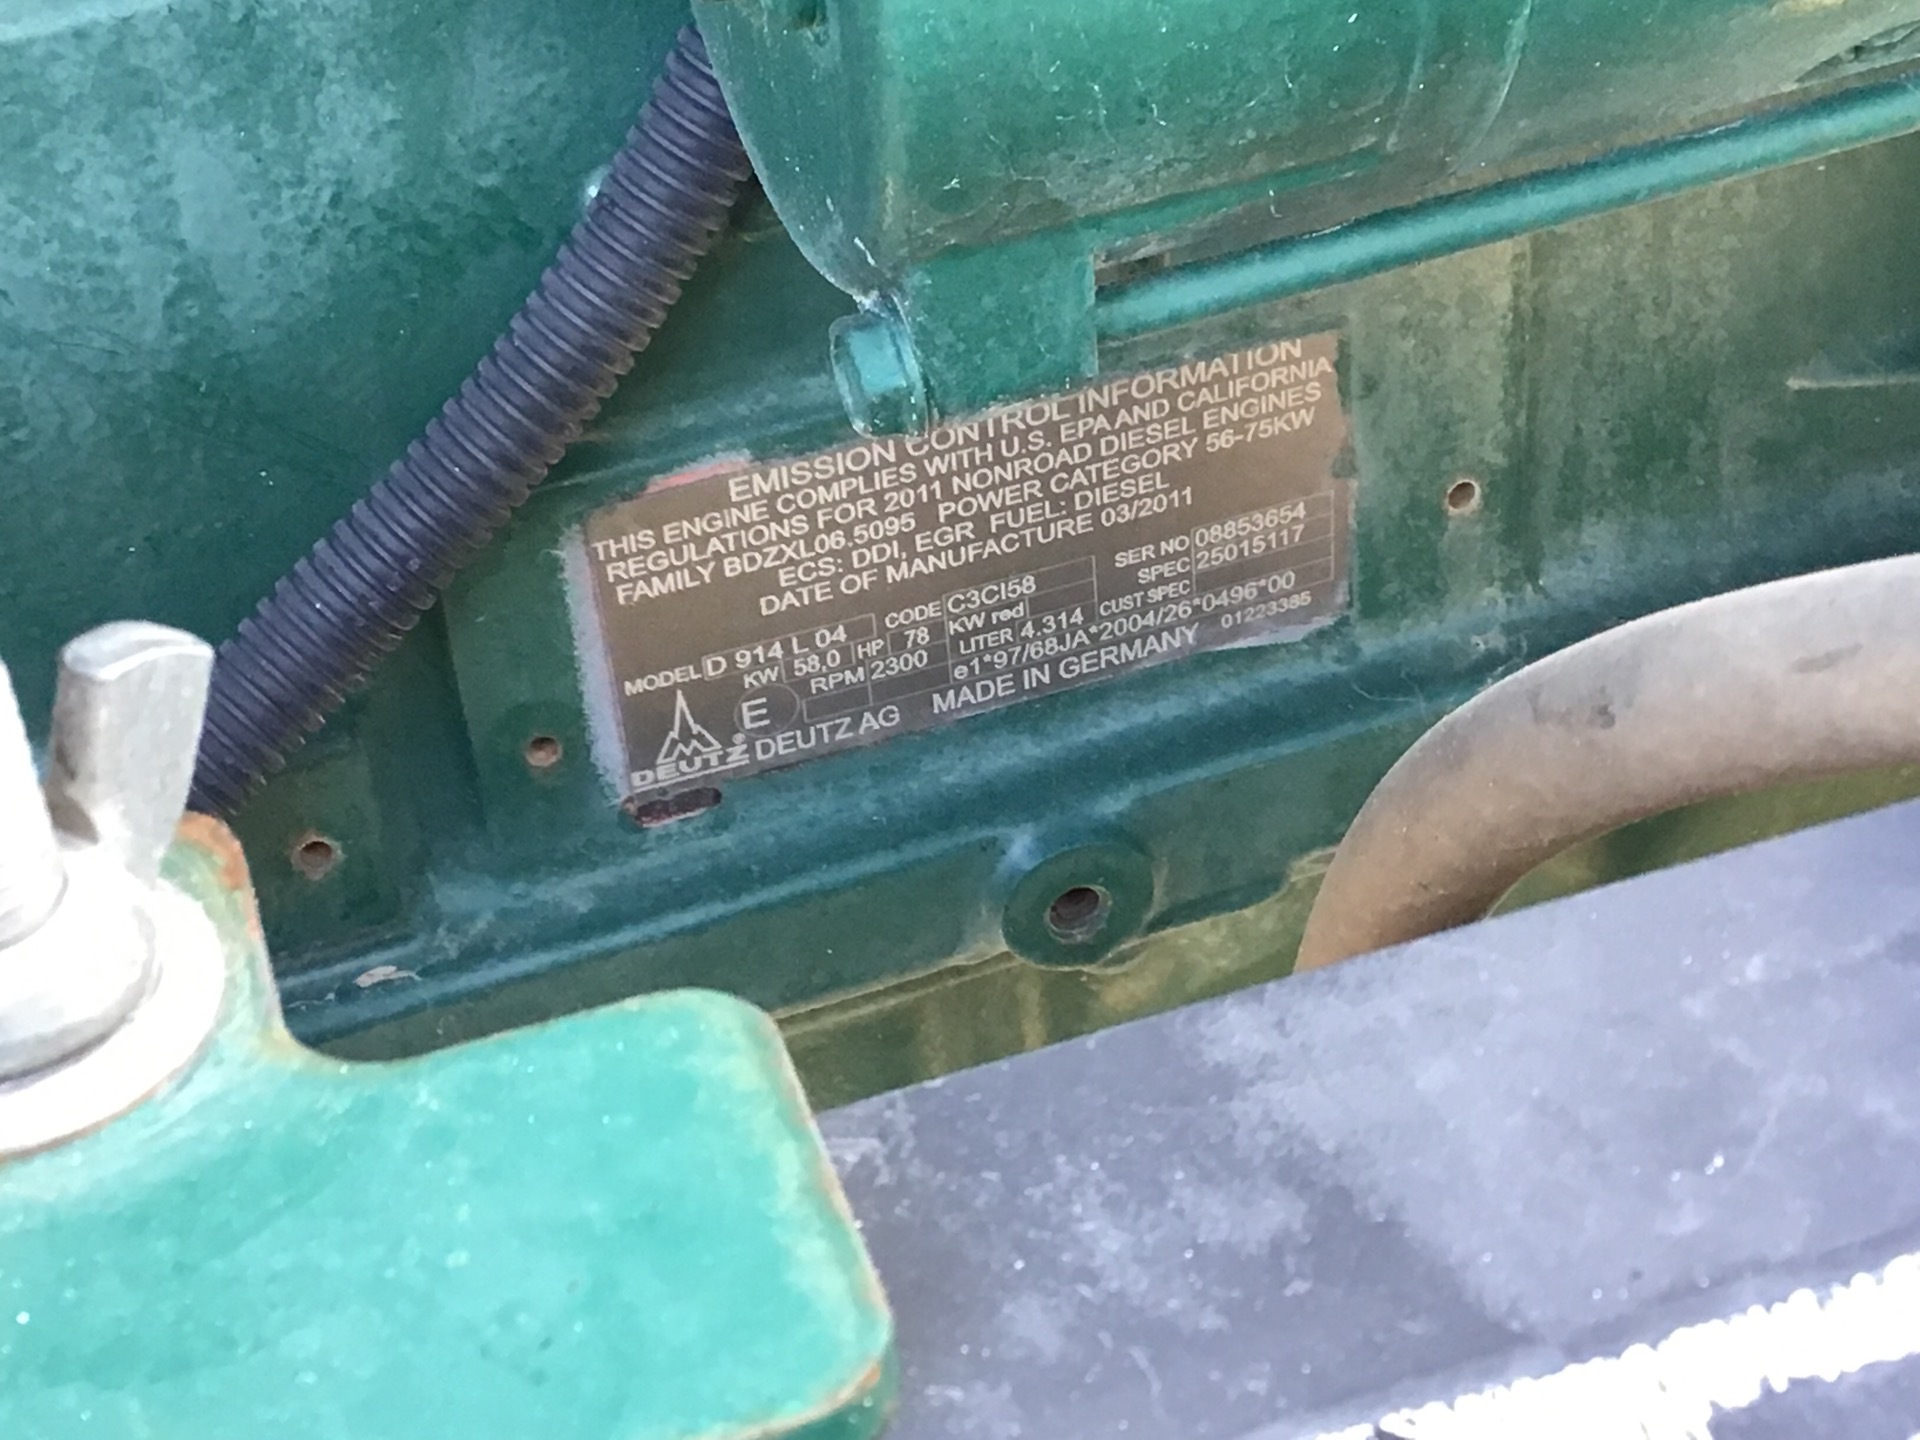 EMISSION CONTROL INFORMATION
THIS ENGINE COMPLIES WITH U.S. EPA AND CALIFORNIA
REGULATIONS FOR 2011 NONROAD DIESEL ENGINES
FAMILY BDZXL06.5095 POWER CATEGORY 56-75KW
ECS: DDI, EGR FUEL: DIESEL
DATE OF MANUFACTURE 03/2011
MODEL D 914 L 04 CODE C3CI58 SER NO 08853654
KW 58,0 HP 78 KW red SPEC 25015117
RPM 2300 LITER 4.314 CUST SPEC
E e1*97/68JA*2004/26*0496*00
DEUTZ® DEUTZ AG MADE IN GERMANY 01223385